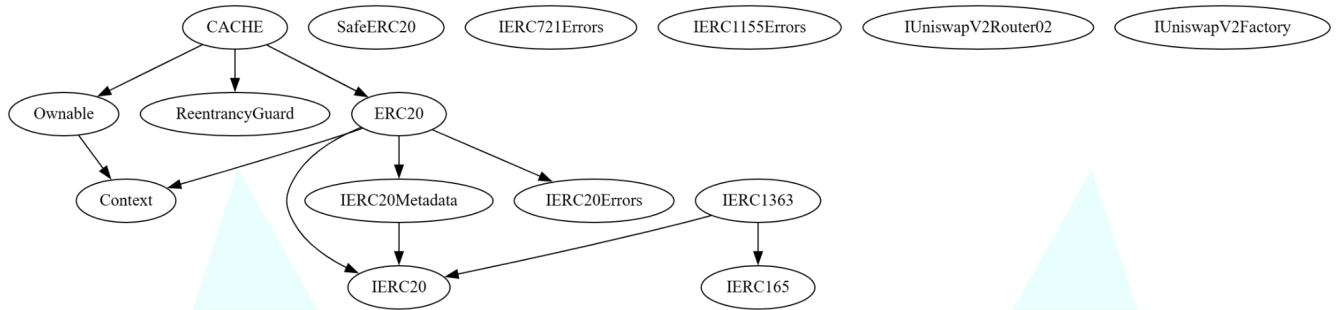 CACHE SafeERC20 IERC721Errors IERC1155Errors IUniswapV2Router02 IUniswapV2Factory
Ownable ReentrancyGuard ERC20
Context IERC20Metadata IERC20Errors IERC1363
IERC20 IERC165